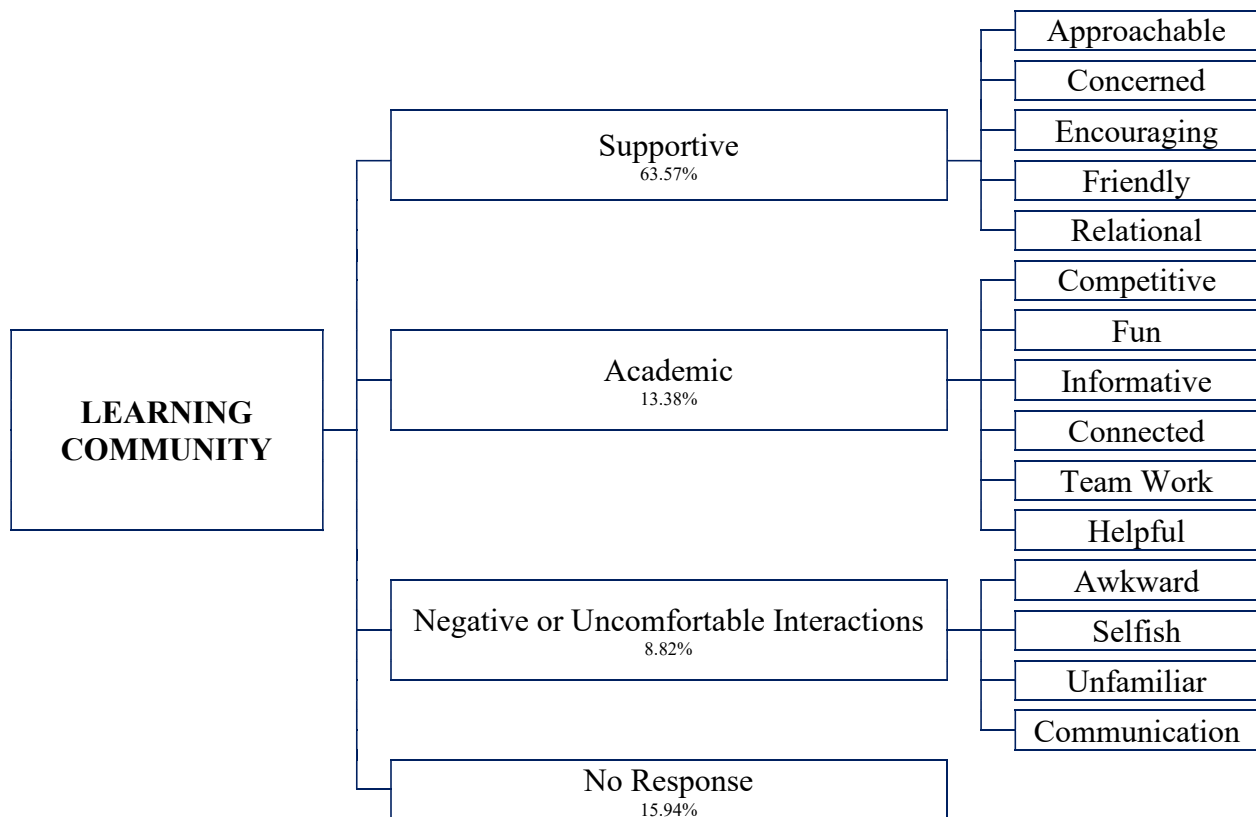 LEARNING
COMMUNITY
Supportive
63.57%
Approachable
Concerned
Encouraging
Friendly
Relational
Academic
13.38%
Competitive
Fun
Informative
Connected
Team Work
Helpful
Negative or Uncomfortable Interactions
8.82%
Awkward
Selfish
Unfamiliar
Communication
No Response
15.94%